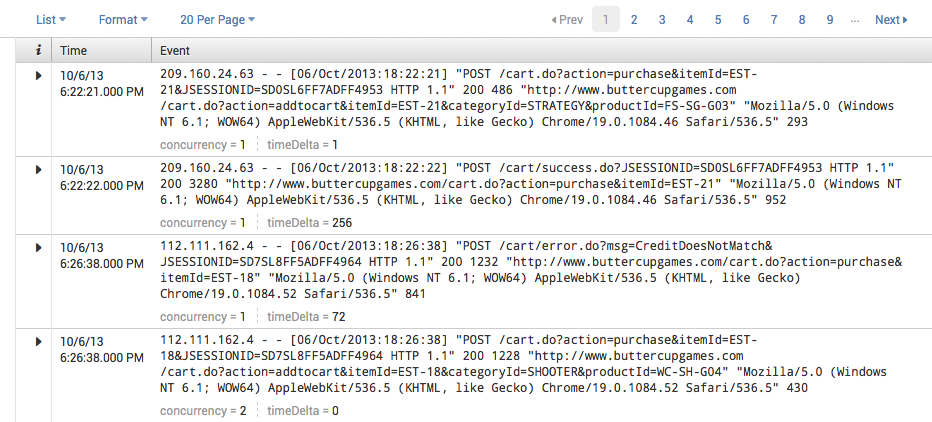 List Format 20 Per Page Prev 1 2 3 4 5 6 7 8 9 ... Next
i Time Event
10/6/13
6:22:21.000 PM
209.160.24.63 - - [06/Oct/2013:18:22:21] "POST /cart.do?action=purchase&itemId=EST-
21&JSESSIONID=SD0SL6FF7ADFF4953 HTTP 1.1" 200 486 "http://www.buttercupgames.com
/cart.do?action=addtocart&itemId=EST-21&categoryId=STRATEGY&productId=FS-SG-G03" "Mozilla/5.0 (Windows
NT 6.1; WOW64) AppleWebKit/536.5 (KHTML, like Gecko) Chrome/19.0.1084.46 Safari/536.5" 293
concurrency = 1 timeDelta = 1
10/6/13
6:22:22.000 PM
209.160.24.63 - - [06/Oct/2013:18:22:22] "POST /cart/success.do?JSESSIONID=SD0SL6FF7ADFF4953 HTTP 1.1"
200 3280 "http://www.buttercupgames.com/cart.do?action=purchase&itemId=EST-21" "Mozilla/5.0 (Windows NT
6.1; WOW64) AppleWebKit/536.5 (KHTML, like Gecko) Chrome/19.0.1084.46 Safari/536.5" 952
concurrency = 1 timeDelta = 256
10/6/13
6:26:38.000 PM
112.111.162.4 - - [06/Oct/2013:18:26:38] "POST /cart/error.do?msg=CreditDoesNotMatch&
JSESSIONID=SD7SL8FF5ADFF4964 HTTP 1.1" 200 1232 "http://www.buttercupgames.com/cart.do?action=purchase&
itemId=EST-18" "Mozilla/5.0 (Windows NT 6.1; WOW64) AppleWebKit/536.5 (KHTML, like Gecko)
Chrome/19.0.1084.52 Safari/536.5" 841
concurrency = 1 timeDelta = 72
10/6/13
6:26:38.000 PM
112.111.162.4 - - [06/Oct/2013:18:26:38] "POST /cart.do?action=purchase&itemId=EST-
18&JSESSIONID=SD7SL8FF5ADFF4964 HTTP 1.1" 200 1228 "http://www.buttercupgames.com
/cart.do?action=addtocart&itemId=EST-18&categoryId=SHOOTER&productId=WC-SH-G04" "Mozilla/5.0 (Windows
NT 6.1; WOW64) AppleWebKit/536.5 (KHTML, like Gecko) Chrome/19.0.1084.52 Safari/536.5" 430
concurrency = 2 timeDelta = 0